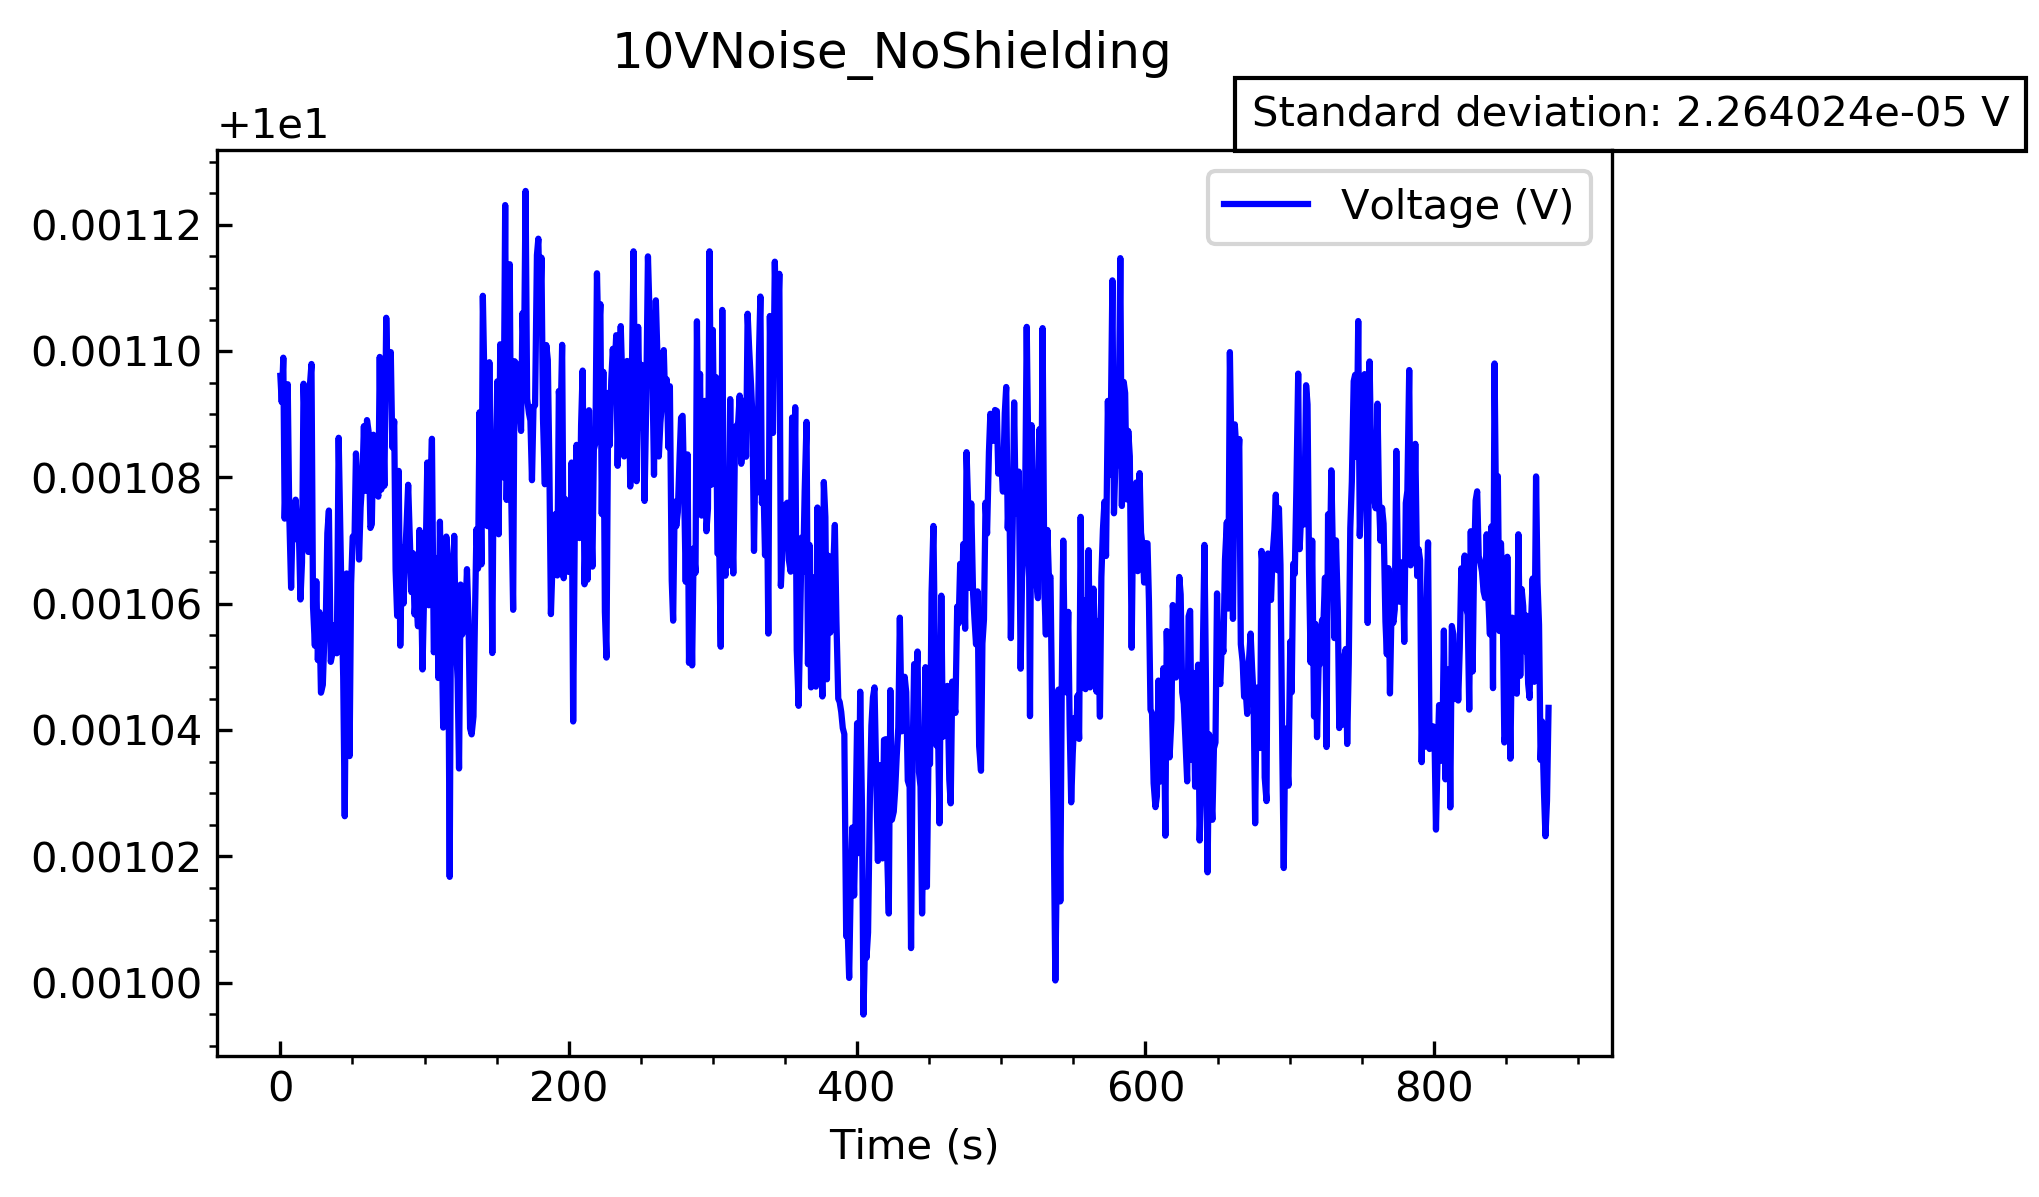 10VNoise_NoShielding
Standard deviation: 2.264024e-05 V
+1e1
Voltage (V)
0.00112
0.00110
0.00108
0.00106
0.00104
0.00102
0.00100
0 200 400 600 800
Time (s)